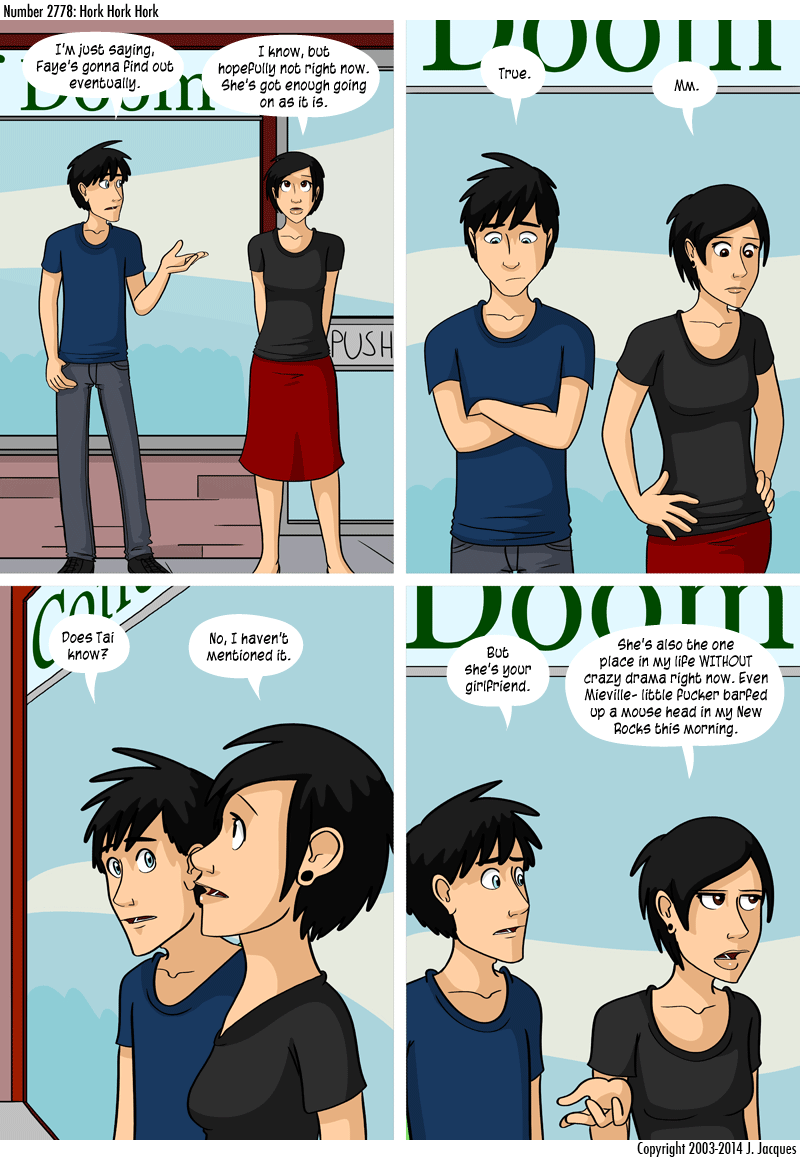 Number 2778: Hork Hork Hork
I'm just saying,
Faye's gonna find out
eventually.
I know, but
hopefully not right now.
She's got enough going
on as it is.
Doom
PUSH
Doom
True.
Mm.
Does Tai
know?
No, I haven't
mentioned it.
Doom
But
she's your
girlfriend.
She's also the one
place in my life WITHOUT
crazy drama right now. Even
Mieville- little fucker barfed
up a mouse head in my New
Rocks this morning.
Copyright 2003-2014 J. Jacques